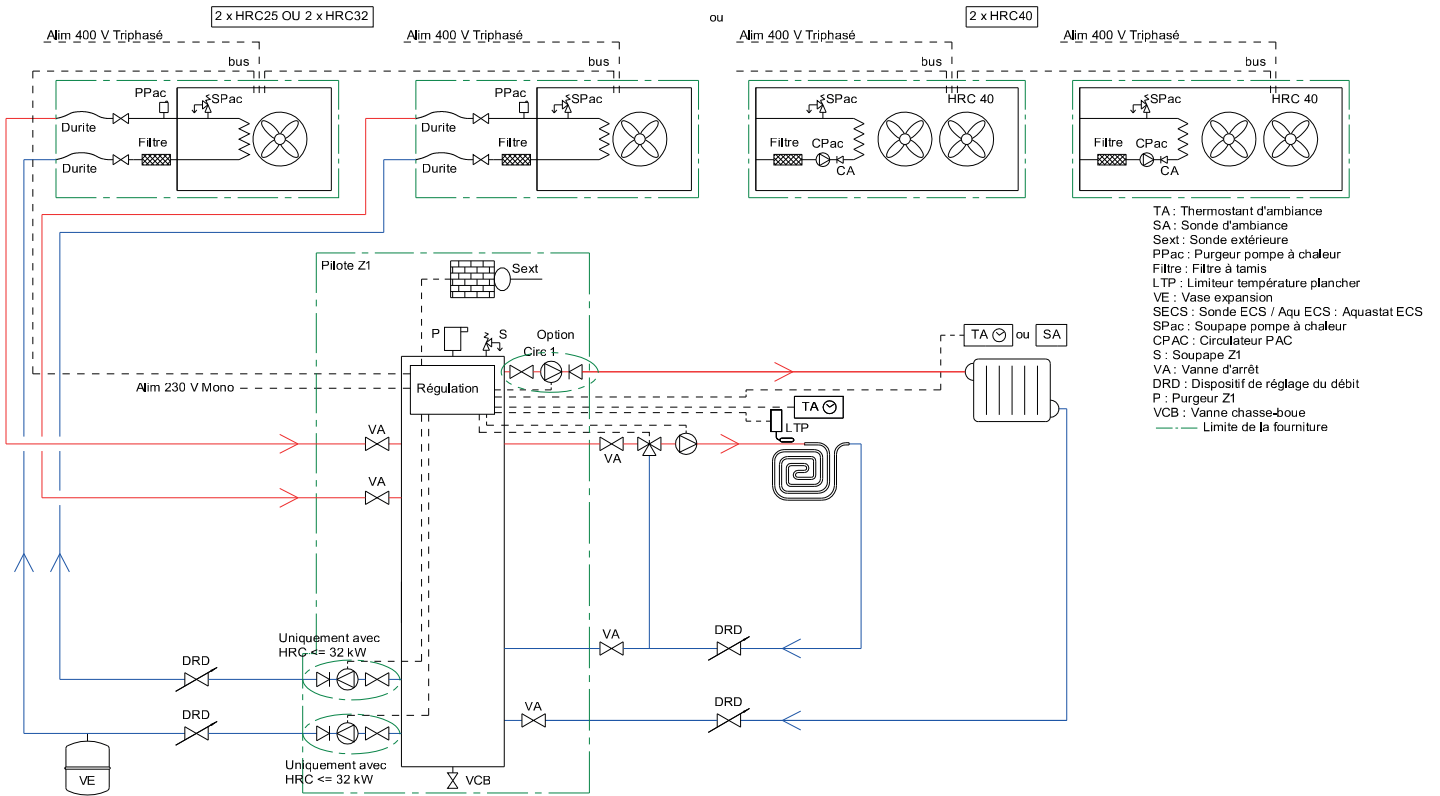 2 x HRC25 OU 2 x HRC32
ou
2 x HRC40
Alim 400 V Triphasé
Alim 400 V Triphasé
Alim 400 V Triphasé
Alim 400 V Triphasé
bus
bus
bus
bus
PPac
SPac
Durite
Filtre
Durite
PPac
SPac
Durite
Filtre
Durite
SPac
HRC 40
Filtre
CPac
CA
SPac
HRC 40
Filtre
CPac
CA
TA : Thermostant d'ambiance
SA : Sonde d'ambiance
Sext : Sonde extérieure
PPac : Purgeur pompe à chaleur
Filtre : Filtre à tamis
LTP : Limiteur température plancher
VE : Vase expansion
SECS : Sonde ECS / Aqu ECS : Aquastat ECS
SPac : Soupape pompe à chaleur
CPAC : Circulateur PAC
S : Soupape Z1
VA : Vanne d'arrêt
DRD : Dispositif de réglage du débit
P : Purgeur Z1
VCB : Vanne chasse-boue
Limite de la fourniture
Pilote Z1
Sext
P
S
Option
Circ 1
TA
ou
SA
Alim 230 V Mono
Régulation
TA
LTP
VA
VA
VA
Uniquement avec
HRC <= 32 kW
VA
DRD
DRD
DRD
VA
DRD
Uniquement avec
HRC <= 32 kW
VE
VCB